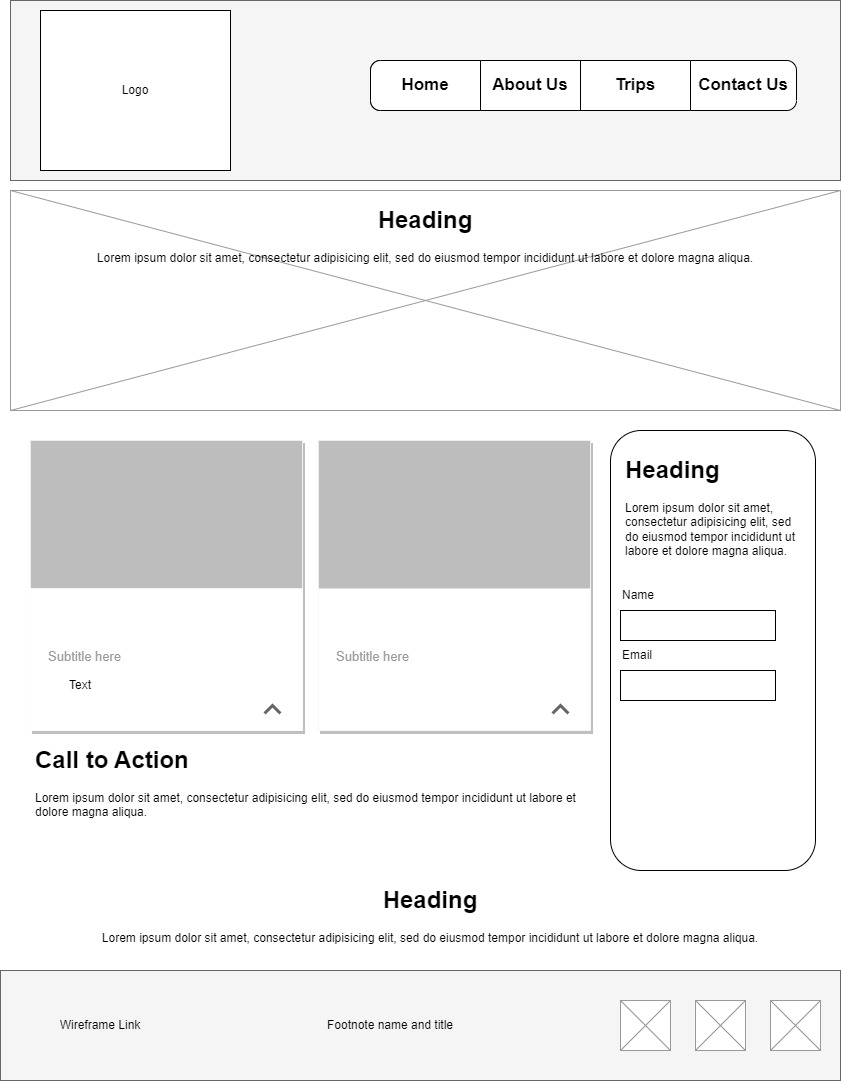 Logo
Home
About Us
Trips
Contact Us
Heading
Lorem ipsum dolor sit amet, consectetur adipisicing elit, sed do eiusmod tempor incididunt ut labore et dolore magna aliqua.
Subtitle here
Text
Subtitle here
Call to Action
Lorem ipsum dolor sit amet, consectetur adipisicing elit, sed do eiusmod tempor incididunt ut labore et
dolore magna aliqua.
Heading
Lorem ipsum dolor sit amet,
consectetur adipisicing elit, sed
do eiusmod tempor incididunt ut
labore et dolore magna aliqua.
Name
Email
Heading
Lorem ipsum dolor sit amet, consectetur adipisicing elit, sed do eiusmod tempor incididunt ut labore et dolore magna aliqua.
Wireframe Link
Footnote name and title